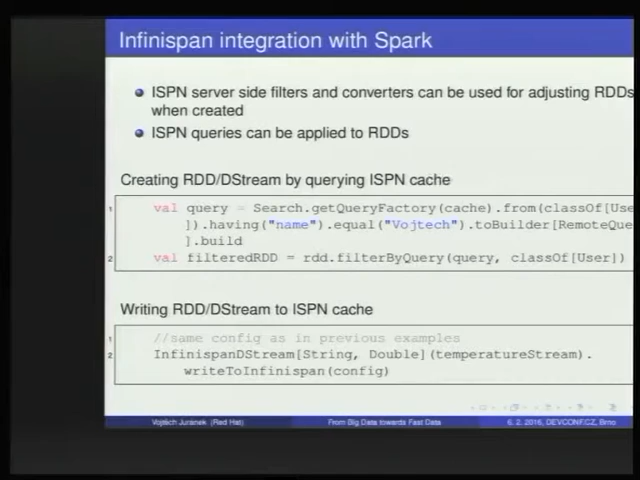 Infinispan integration with Spark
ISPN server side filters and converters can be used for adjusting RDDs
when created
ISPN queries can be applied to RDDs
Creating RDD/DStream by querying ISPN cache
1 val query = Search.getQueryFactory(cache).from(classOf[Use
]).having("name").equal("Vojtech").toBuilder[RemoteQue
].build
2 val filteredRDD = rdd.filterByQuery(query, classOf[User])
Writing RDD/DStream to ISPN cache
1 //same config as in previous examples
2 InfinispanDStream[String, Double](temperatureStream).
writeToInfinispan(config)
Vojtěch Juránek (Red Hat) From Big Data towards Fast Data 6. 2. 2016, DEVCONF.CZ, Brno